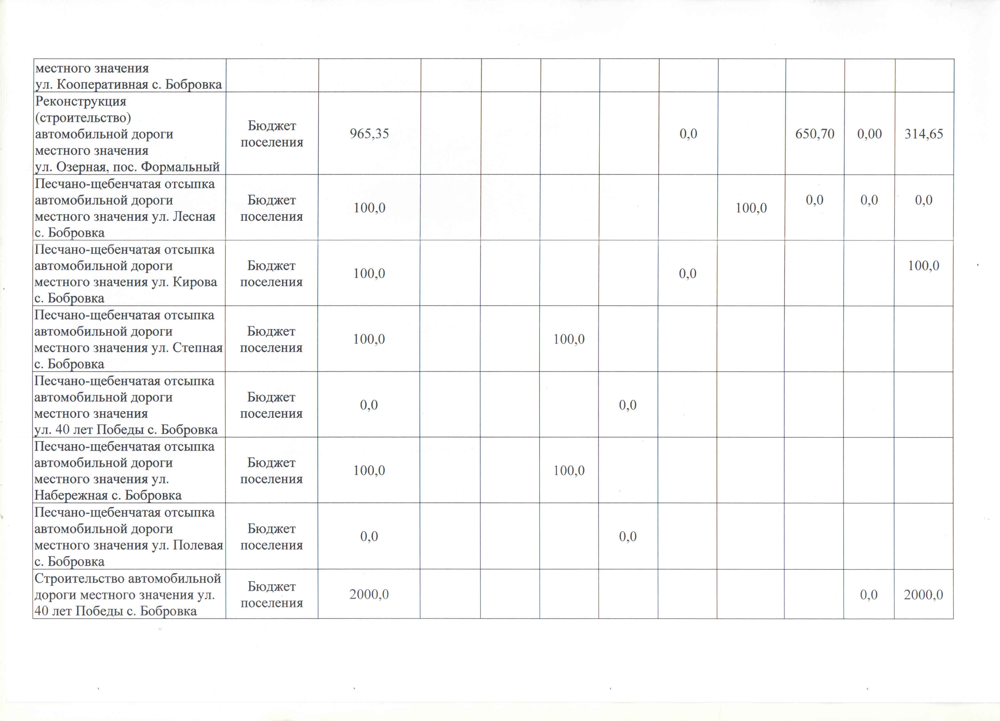 местного значения
ул. Кооперативная с. Бобровка
Реконструкция
(строительство)
автомобильной дороги
местного значения
ул. Озерная, пос. Формальный
Бюджет
поселения
965,35
0,0
650,70
0,00
314,65
Песчано-щебенчатая отсыпка
автомобильной дороги
местного значения ул. Лесная
с. Бобровка
Бюджет
поселения
100,0
100,0
0,0
0,0
0,0
Песчано-щебенчатая отсыпка
автомобильной дороги
местного значения ул. Кирова
с. Бобровка
Бюджет
поселения
100,0
0,0
100,0
Песчано-щебенчатая отсыпка
автомобильной дороги
местного значения ул. Степная
с. Бобровка
Бюджет
поселения
100,0
100,0
Песчано-щебенчатая отсыпка
автомобильной дороги
местного значения
ул. 40 лет Победы с. Бобровка
Бюджет
поселения
0,0
0,0
Песчано-щебенчатая отсыпка
автомобильной дороги
местного значения ул.
Набережная с. Бобровка
Бюджет
поселения
100,0
100,0
Песчано-щебенчатая отсыпка
автомобильной дороги
местного значения ул. Полевая
с. Бобровка
Бюджет
поселения
0,0
0,0
Строительство автомобильной
дороги местного значения ул.
40 лет Победы с. Бобровка
Бюджет
поселения
2000,0
0,0
2000,0